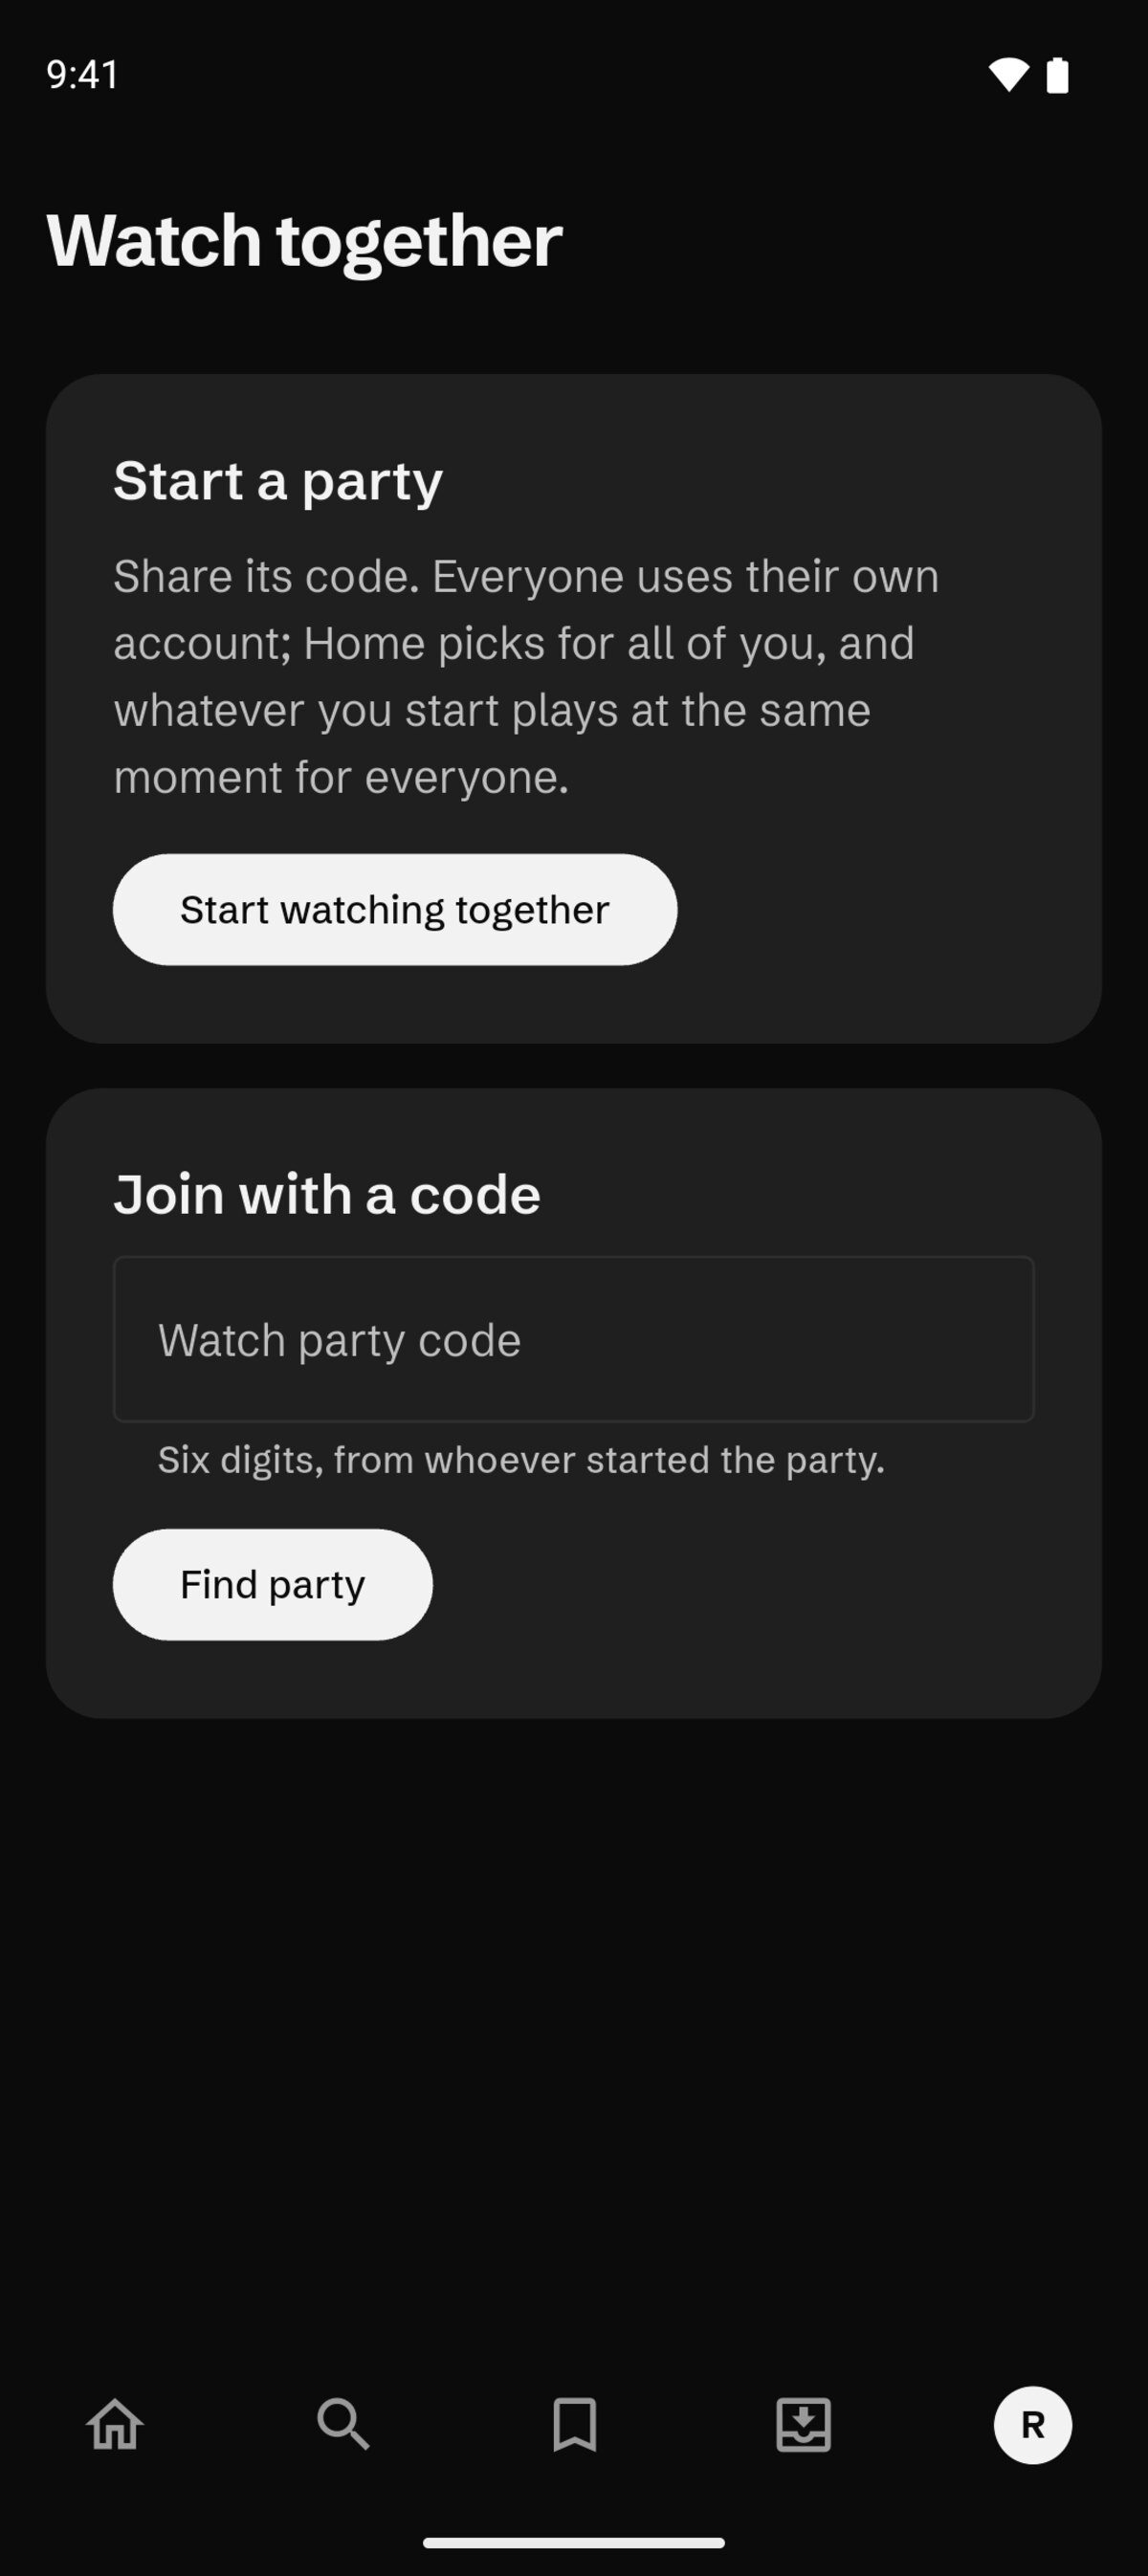 9:41
Watch together
Start a party
Share its code. Everyone uses their own
account; Home picks for all of you, and
whatever you start plays at the same
moment for everyone.
Start watching together
Join with a code
Watch party code
Six digits, from whoever started the party.
Find party
R